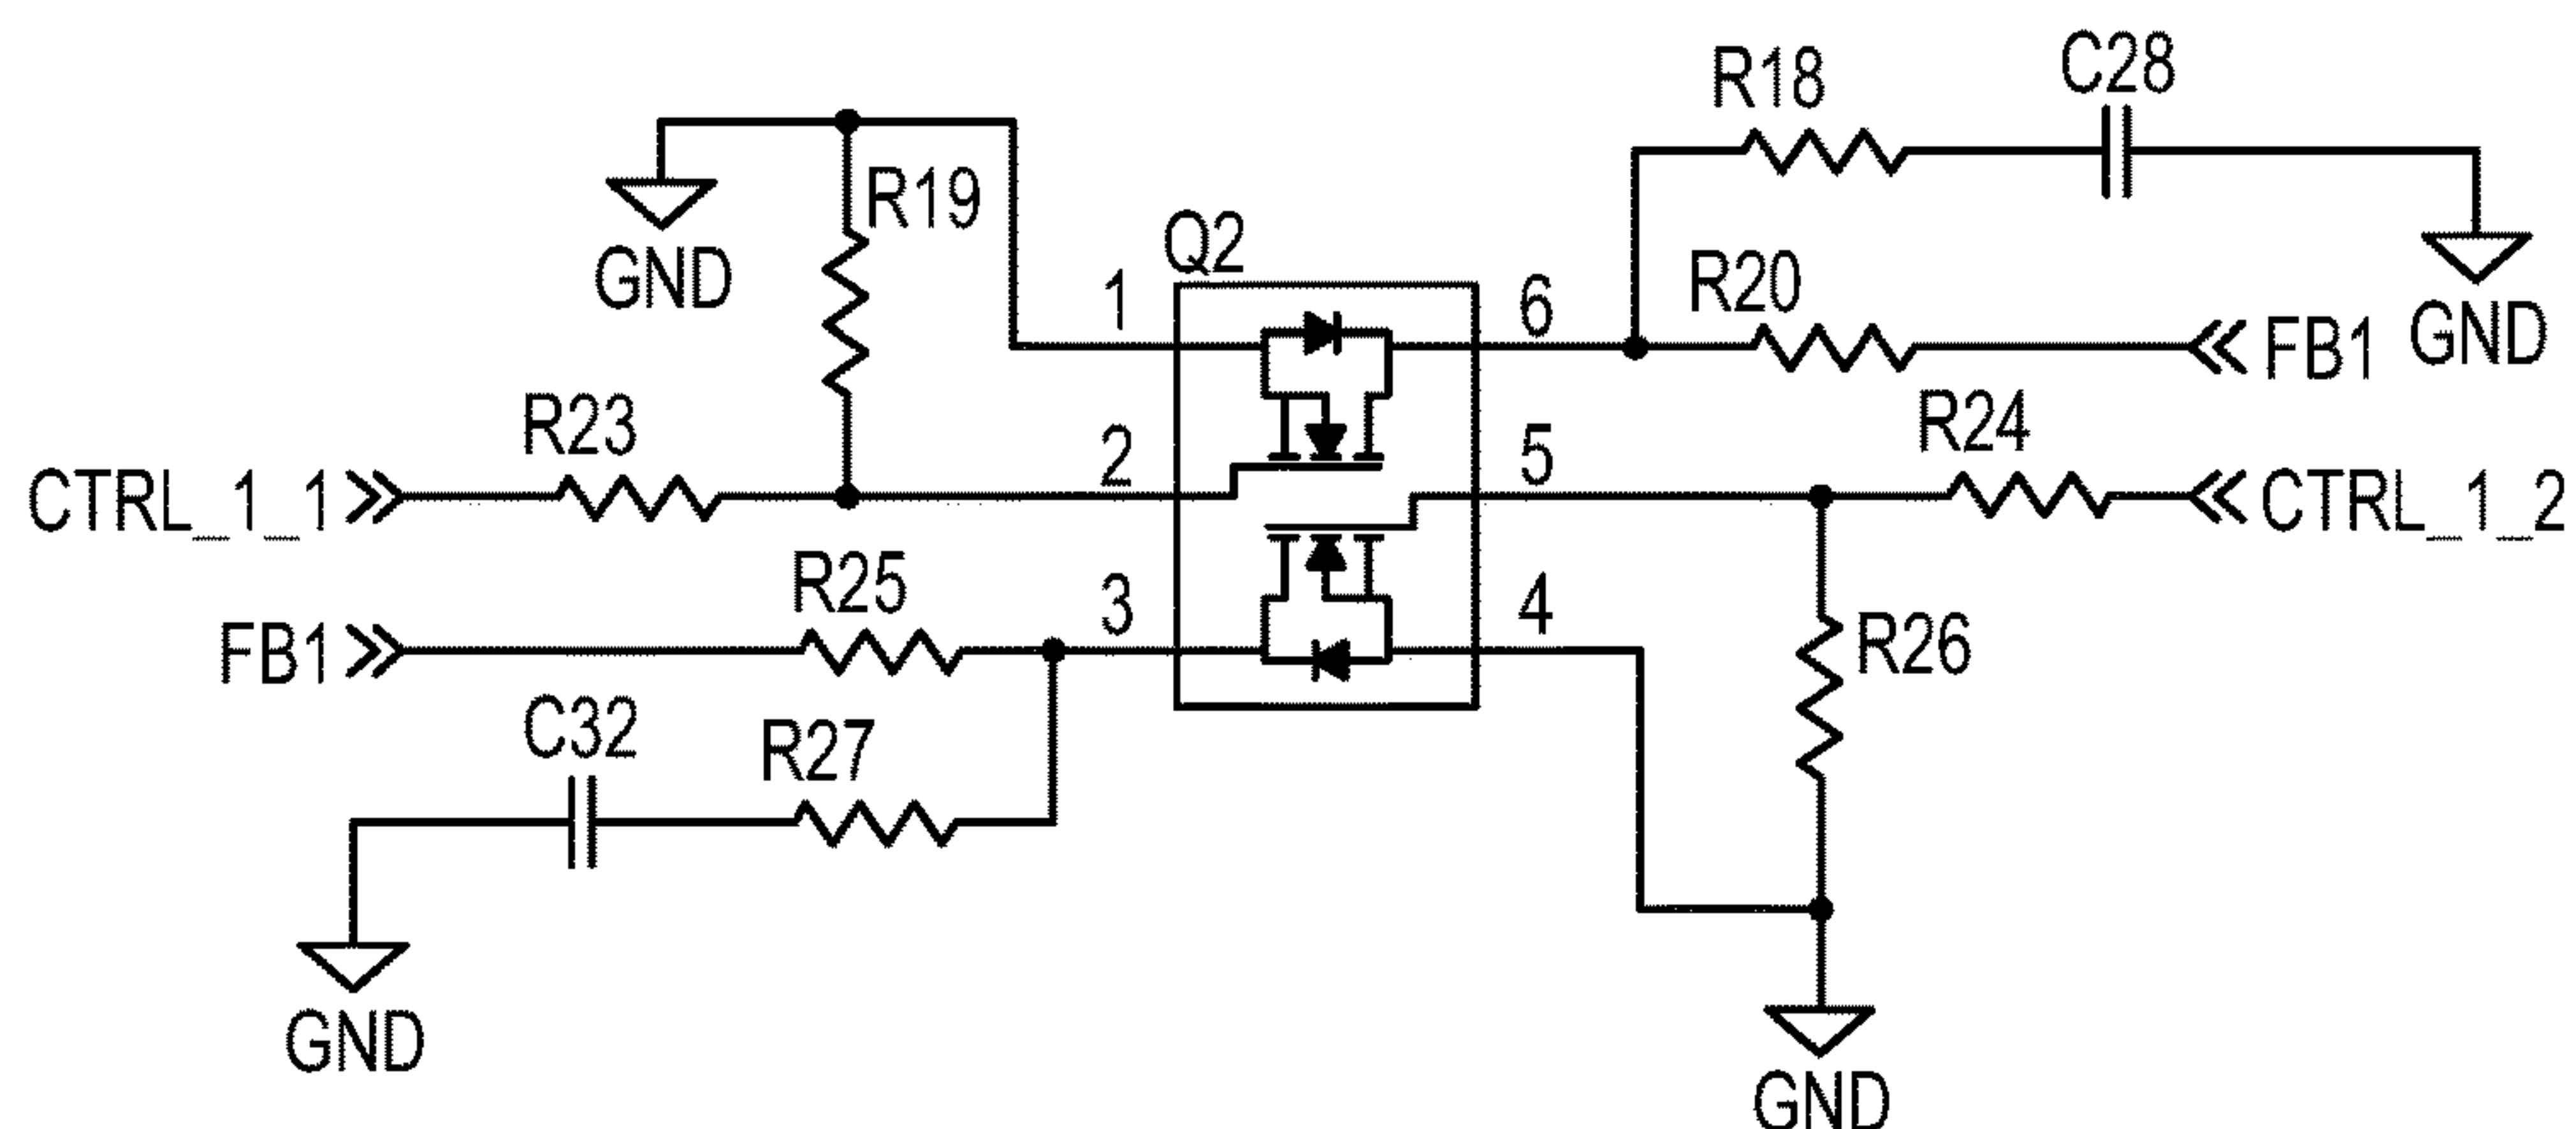 R18
C28
R19
GND
Q2
1
6
R20
FB1
GND
R23
2
5
R24
CTRL_1_1
CTRL_1_2
R25
3
4
FB1
R26
C32
R27
GND
GND